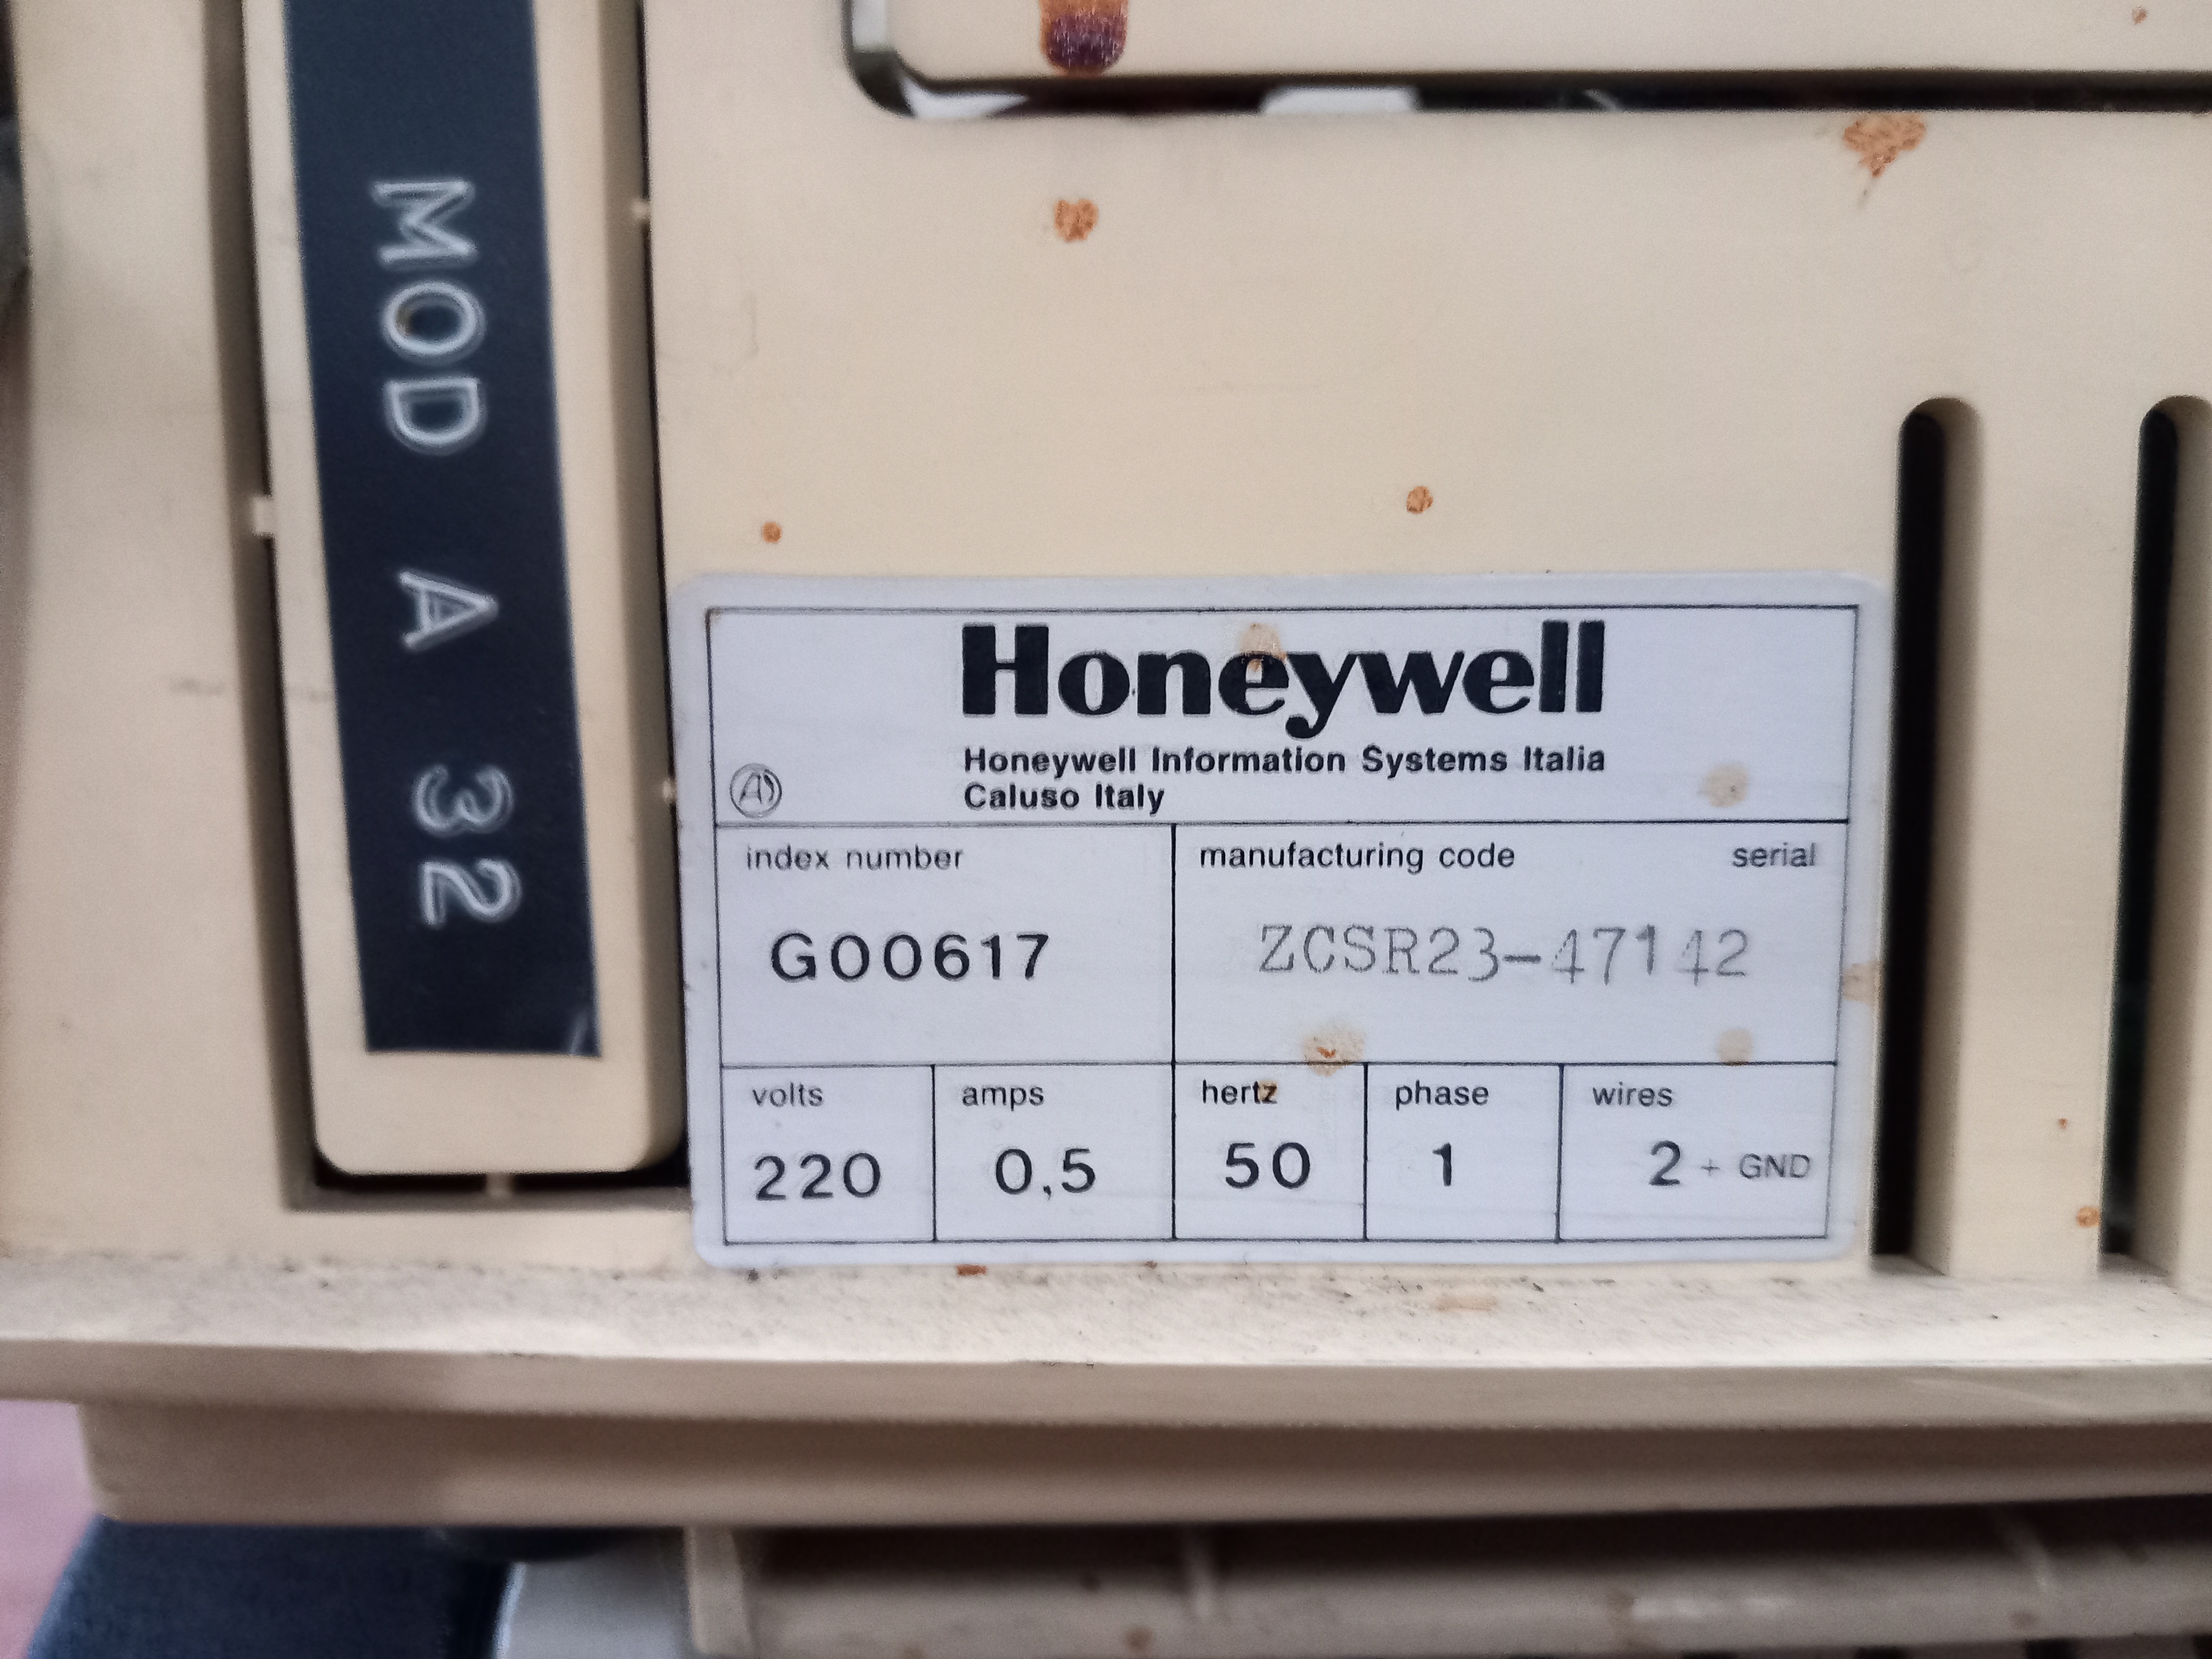 MOD A 32
Honeywell
Honeywell Information Systems Italia
Caluso Italy
A
index number
manufacturing code serial
G00617
ZCSR23-47142
volts amps hertz phase wires
220 0,5 50 1 2 + GND